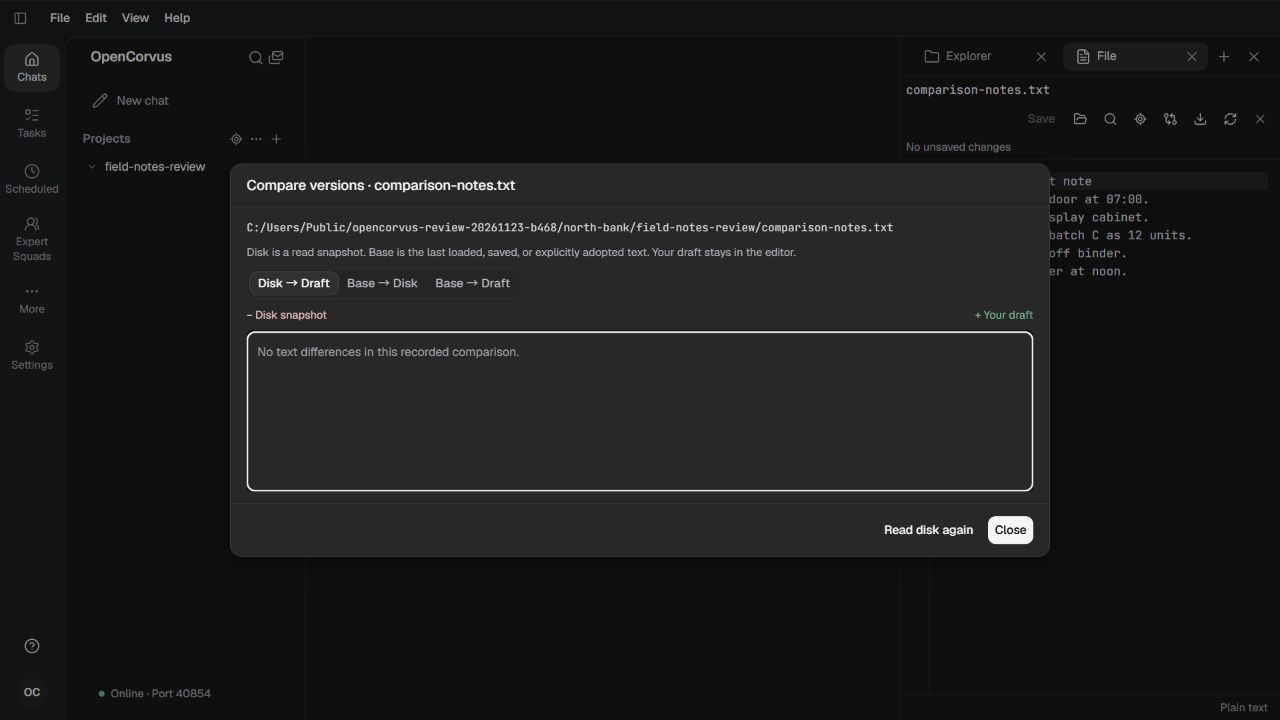 File Edit View Help
Chats
Tasks
Scheduled
Expert
Squads
More
Settings
OC
OpenCorvus
New chat
Projects
field-notes-review
Online · Port 40854
Explorer
File
comparison-notes.txt
Save
No unsaved changes
t note
door at 07:00.
splay cabinet.
batch C as 12 units.
off binder.
er at noon.
Plain text
Compare versions · comparison-notes.txt
C:/Users/Public/opencorvus-review-20261123-b468/north-bank/field-notes-review/comparison-notes.txt
Disk is a read snapshot. Base is the last loaded, saved, or explicitly adopted text. Your draft stays in the editor.
Disk → Draft Base → Disk Base → Draft
− Disk snapshot + Your draft
No text differences in this recorded comparison.
Read disk again Close